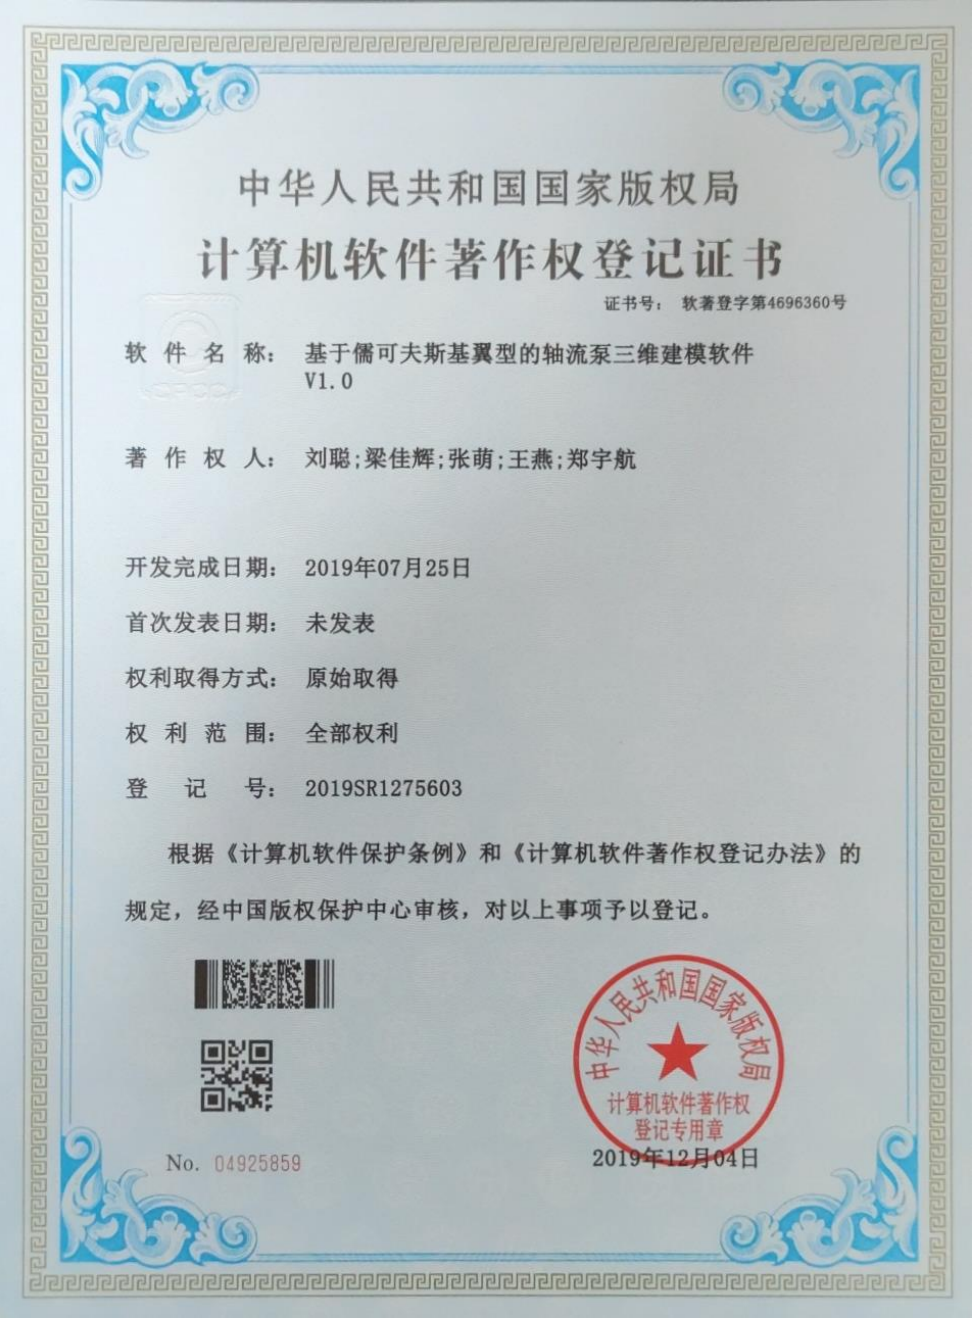 中华人民共和国国家版权局
计算机软件著作权登记证书
证书号： 软著登字第4696360号
软件名称： 基于儒可夫斯基翼型的轴流泵三维建模软件
V1.0
著作权人： 刘聪;梁佳辉;张萌;王燕;郑宇航
开发完成日期： 2019年07月25日
首次发表日期： 未发表
权利取得方式： 原始取得
权利范围： 全部权利
登记号： 2019SR1275603
根据《计算机软件保护条例》和《计算机软件著作权登记办法》的
规定，经中国版权保护中心审核，对以上事项予以登记。
中华人民共和国国家版权局
计算机软件著作权
登记专用章
No. 04925859
2019年12月04日